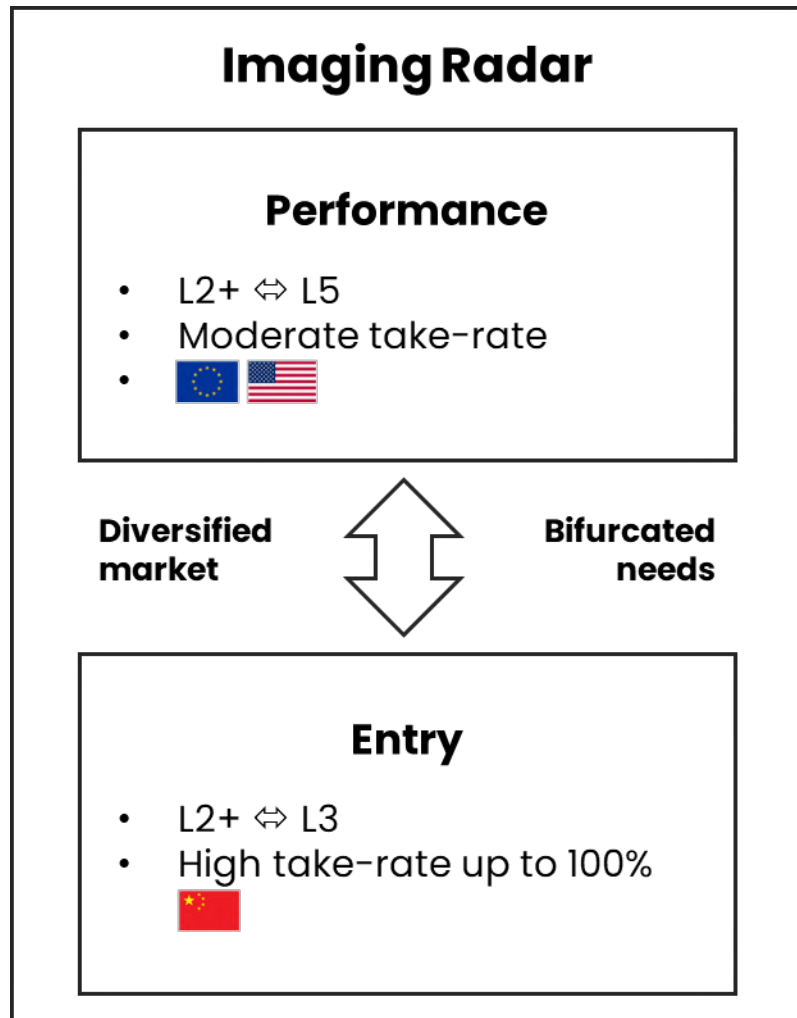 Imaging Radar
Performance
• L2+ ⬄ L5
• Moderate take-rate
•
Diversified
market
Bifurcated
needs
Entry
• L2+ ⬄ L3
• High take-rate up to 100%